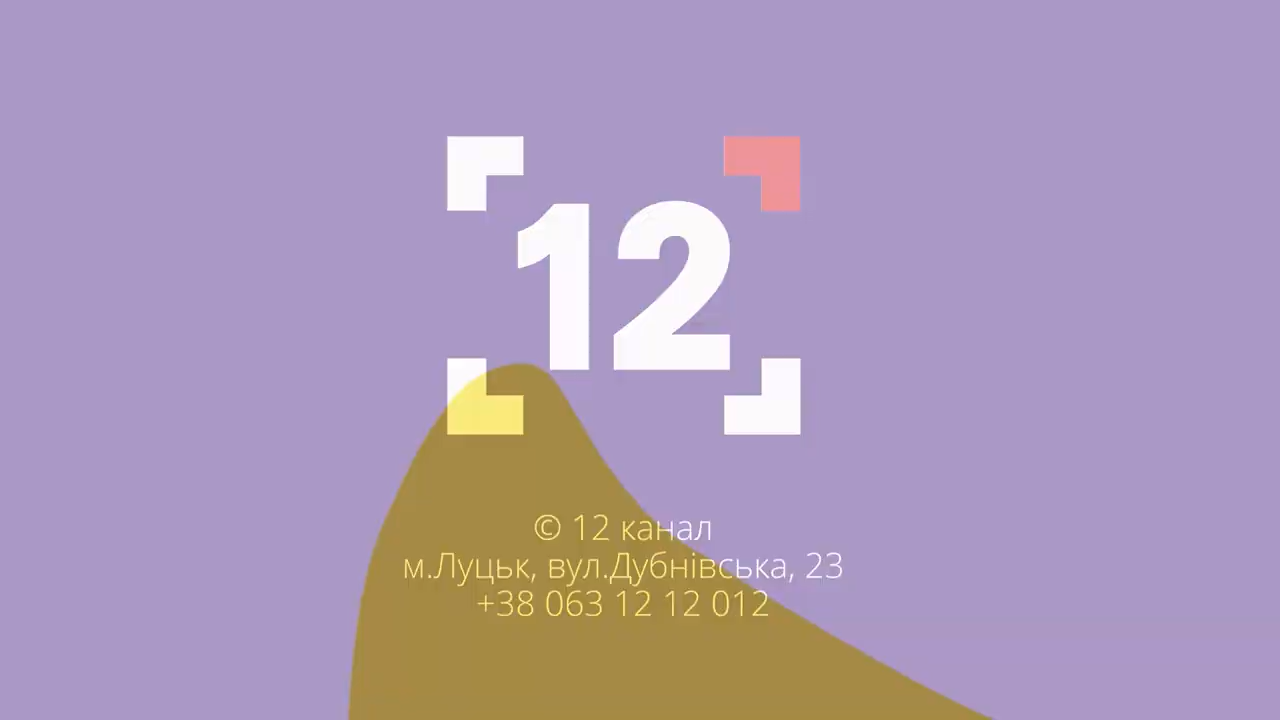 12
© 12 канал
м.Луцьк, вул.Дубнівська, 23
+38 063 12 12 012